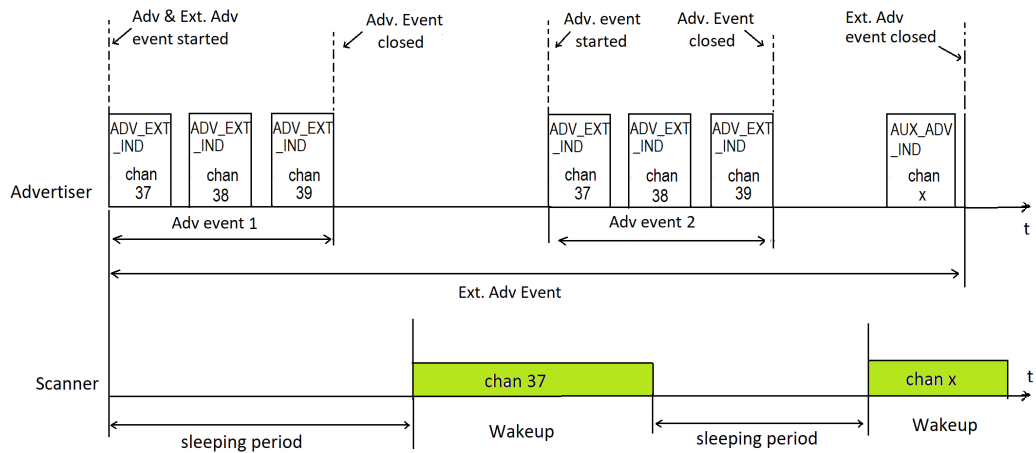 Adv & Ext. Adv
event started
Adv. Event
closed
Adv. event
started
Adv. Event
closed
Ext. Adv
event closed
ADV_EXT
_IND
chan
37
ADV_EXT
_IND
chan
38
ADV_EXT
_IND
chan
39
ADV_EXT
_IND
chan
37
ADV_EXT
_IND
chan
38
ADV_EXT
_IND
chan
39
AUX_ADV
_IND
chan
x
Advertiser
t
Adv event 1
Adv event 2
Ext. Adv Event
Scanner
chan 37
chan x
t
sleeping period
Wakeup
sleeping period
Wakeup